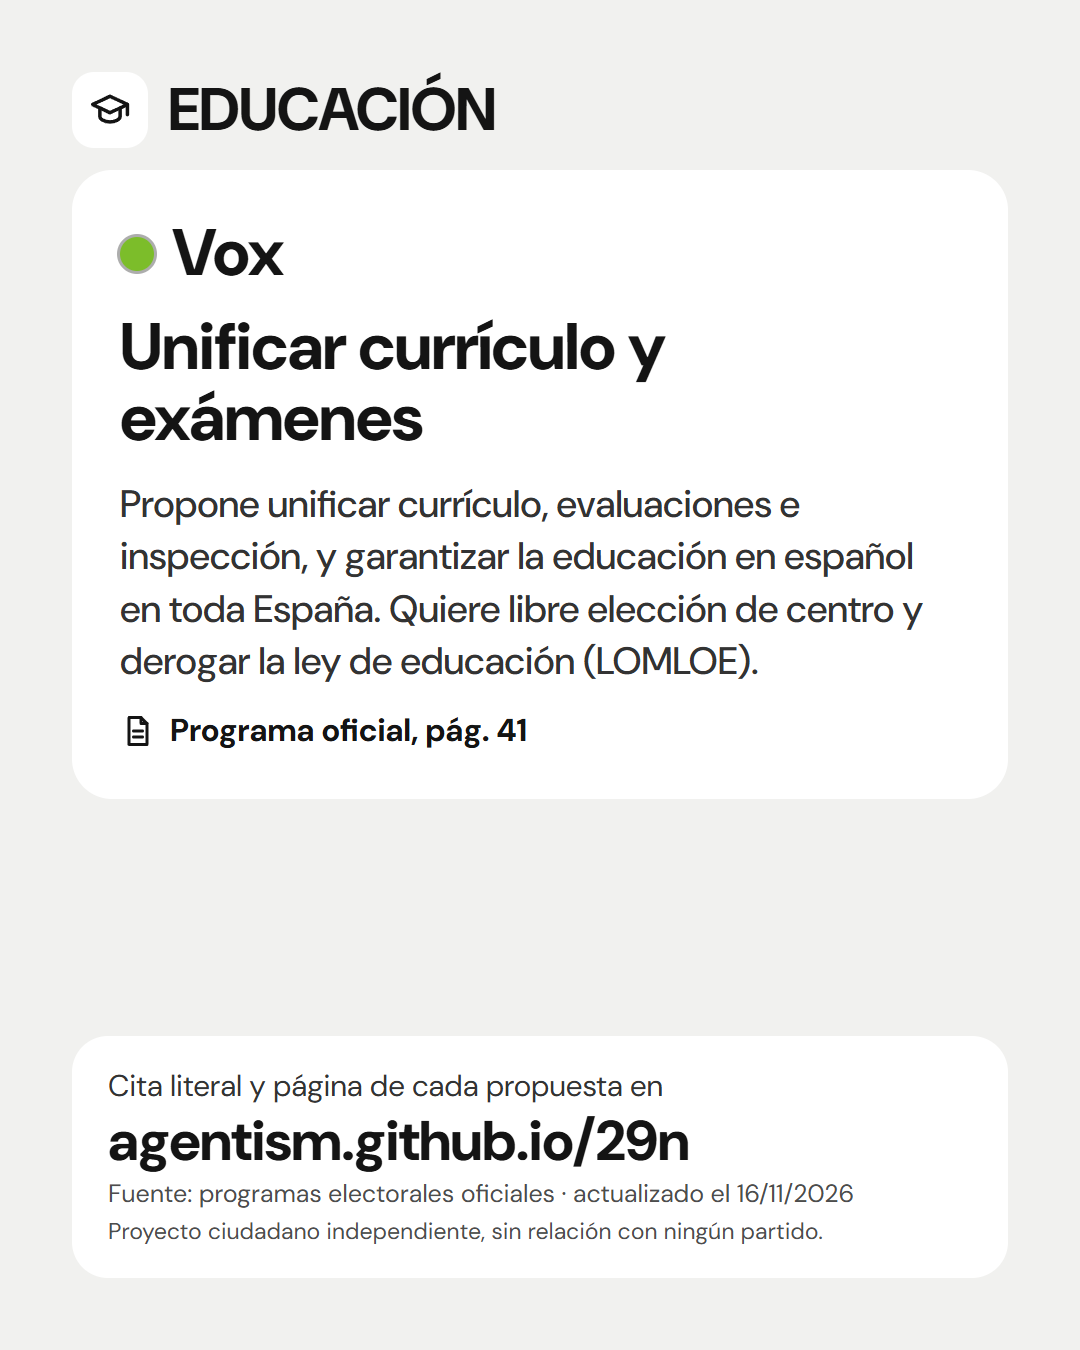 EDUCACIÓN
Vox
Unificar currículo y
exámenes
Propone unificar currículo, evaluaciones e
inspección, y garantizar la educación en español
en toda España. Quiere libre elección de centro y
derogar la ley de educación (LOMLOE).
Programa oficial, pág. 41
Cita literal y página de cada propuesta en
agentism.github.io/29n
Fuente: programas electorales oficiales · actualizado el 16/11/2026
Proyecto ciudadano independiente, sin relación con ningún partido.